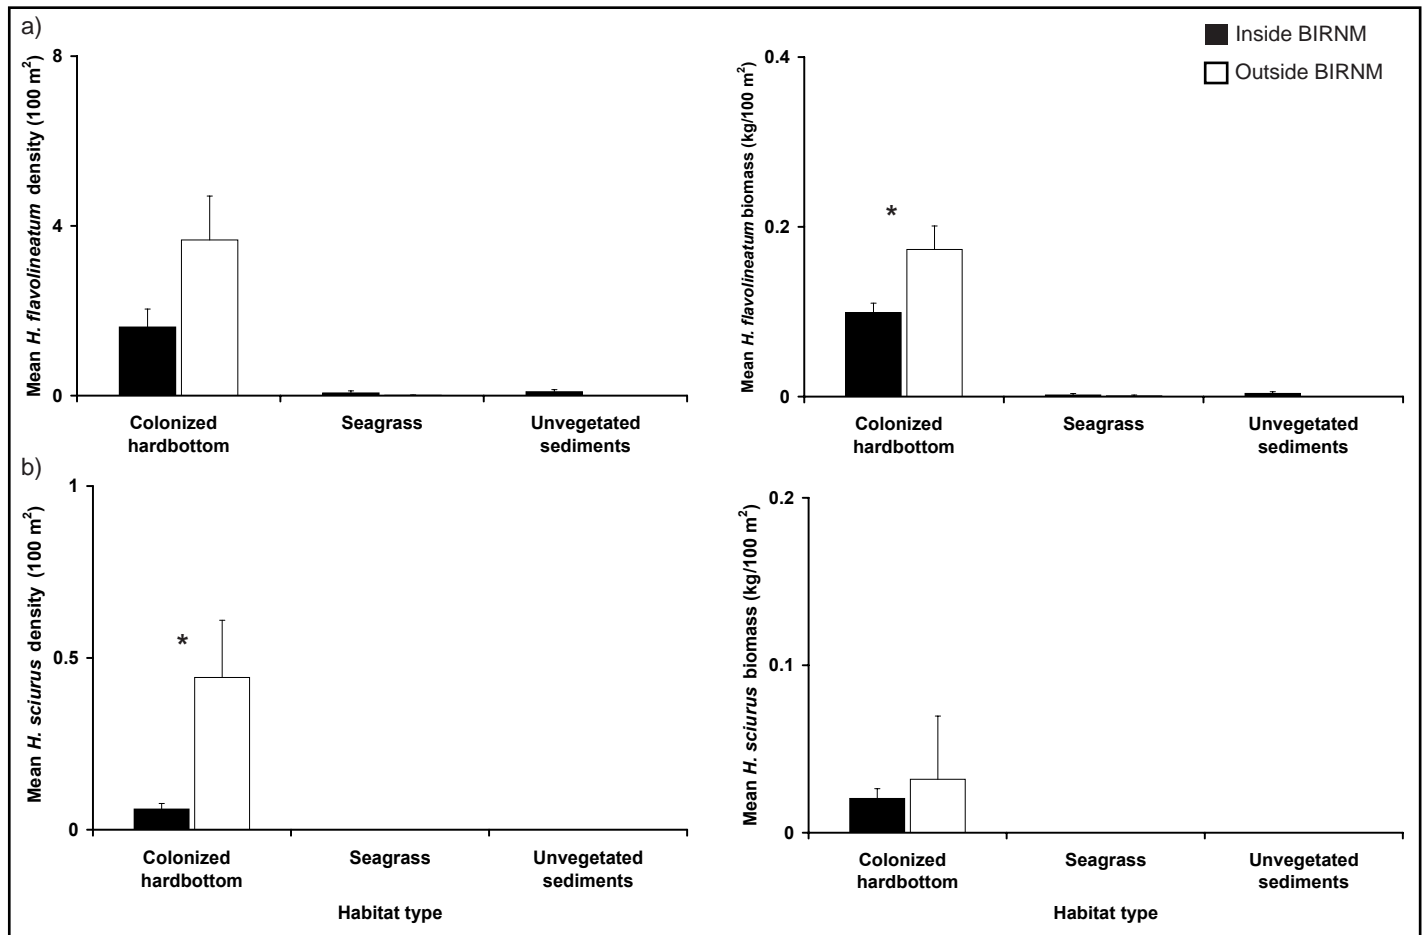 a)
Inside BIRNM
Outside BIRNM
Mean H. flavolineatum density (100 m²)
8
4
0
Colonized
hardbottom
Seagrass
Unvegetated
sediments
Mean H. flavolineatum biomass (kg/100 m²)
0.4
0.2
0
*
Colonized
hardbottom
Seagrass
Unvegetated
sediments
b)
Mean H. sciurus density (100 m²)
1
0.5
0
*
Colonized
hardbottom
Seagrass
Unvegetated
sediments
Habitat type
Mean H. sciurus biomass (kg/100 m²)
0.2
0.1
0
Colonized
hardbottom
Seagrass
Unvegetated
sediments
Habitat type